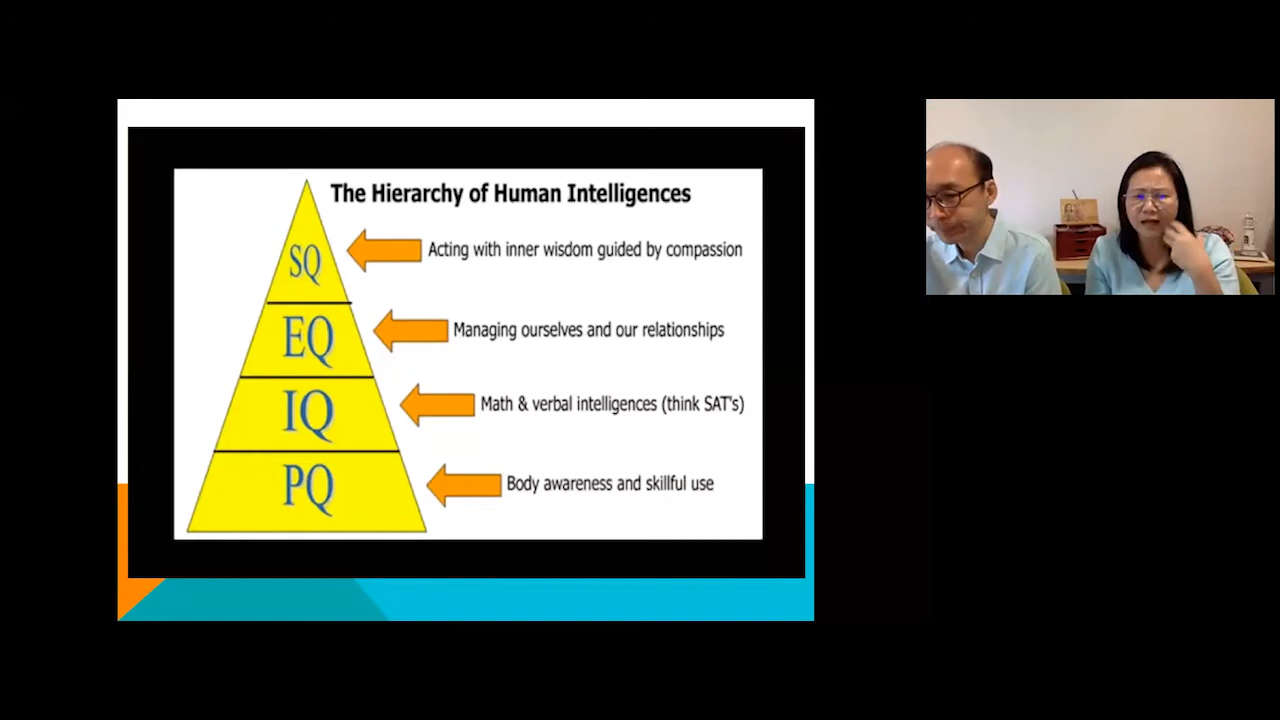 The Hierarchy of Human Intelligences
SQ
Acting with inner wisdom guided by compassion
EQ
Managing ourselves and our relationships
IQ
Math & verbal intelligences (think SAT's)
PQ
Body awareness and skillful use